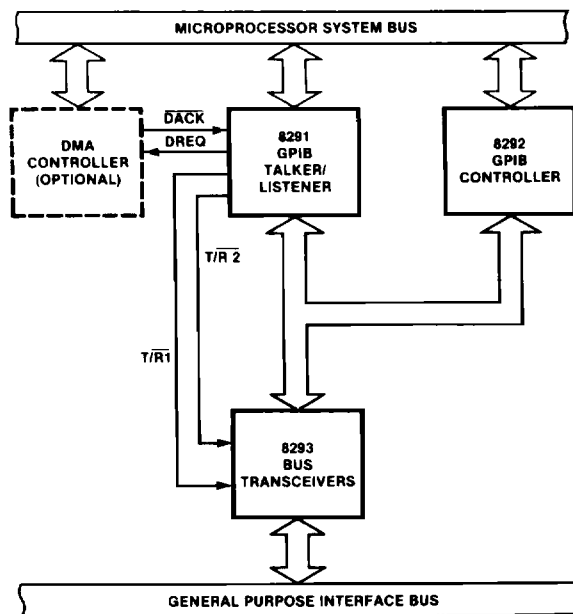 MICROPROCESSOR SYSTEM BUS
DMA
CONTROLLER
(OPTIONAL)
DACK
DREQ
8291
GPIB
TALKER/
LISTENER
8292
GPIB
CONTROLLER
T/R 2
T/R1
8293
BUS
TRANSCEIVERS
GENERAL PURPOSE INTERFACE BUS